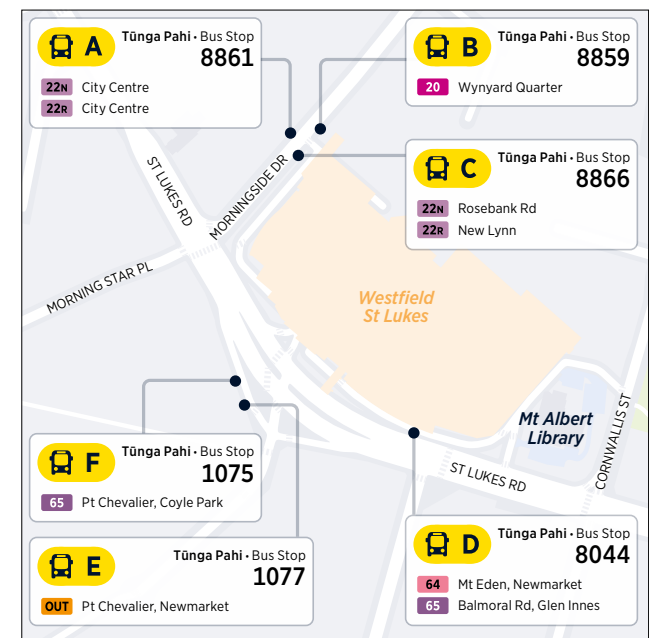 A
Tūnga Pahi • Bus Stop
8861
22N City Centre
22R City Centre
B
Tūnga Pahi • Bus Stop
8859
20 Wynyard Quarter
C
Tūnga Pahi • Bus Stop
8866
22N Rosebank Rd
22R New Lynn
ST LUKES RD
MORNINGSIDE DR
MORNING STAR PL
Westfield
St Lukes
Mt Albert
Library
CORNWALLIS ST
ST LUKES RD
F
Tūnga Pahi • Bus Stop
1075
65 Pt Chevalier, Coyle Park
E
Tūnga Pahi • Bus Stop
1077
OUT Pt Chevalier, Newmarket
D
Tūnga Pahi • Bus Stop
8044
64 Mt Eden, Newmarket
65 Balmoral Rd, Glen Innes